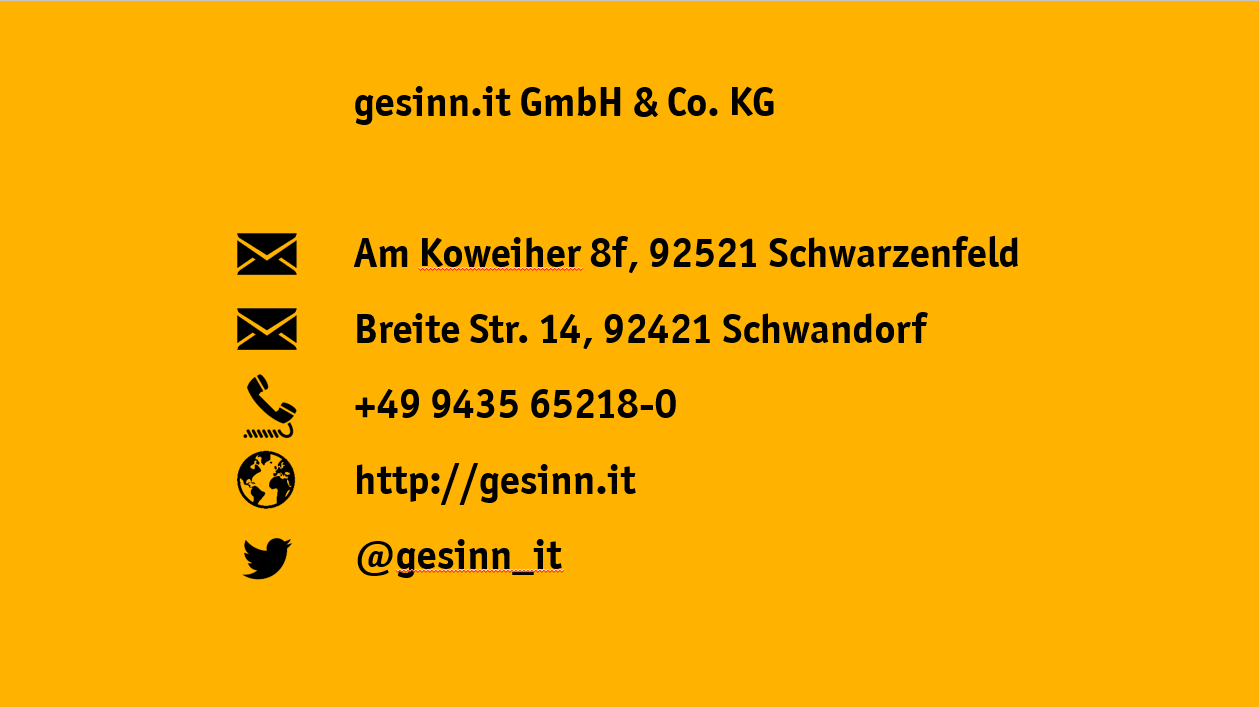 gesinn.it GmbH & Co. KG
Am Koweiher 8f, 92521 Schwarzenfeld
Breite Str. 14, 92421 Schwandorf
+49 9435 65218-0
http://gesinn.it
@gesinn_it